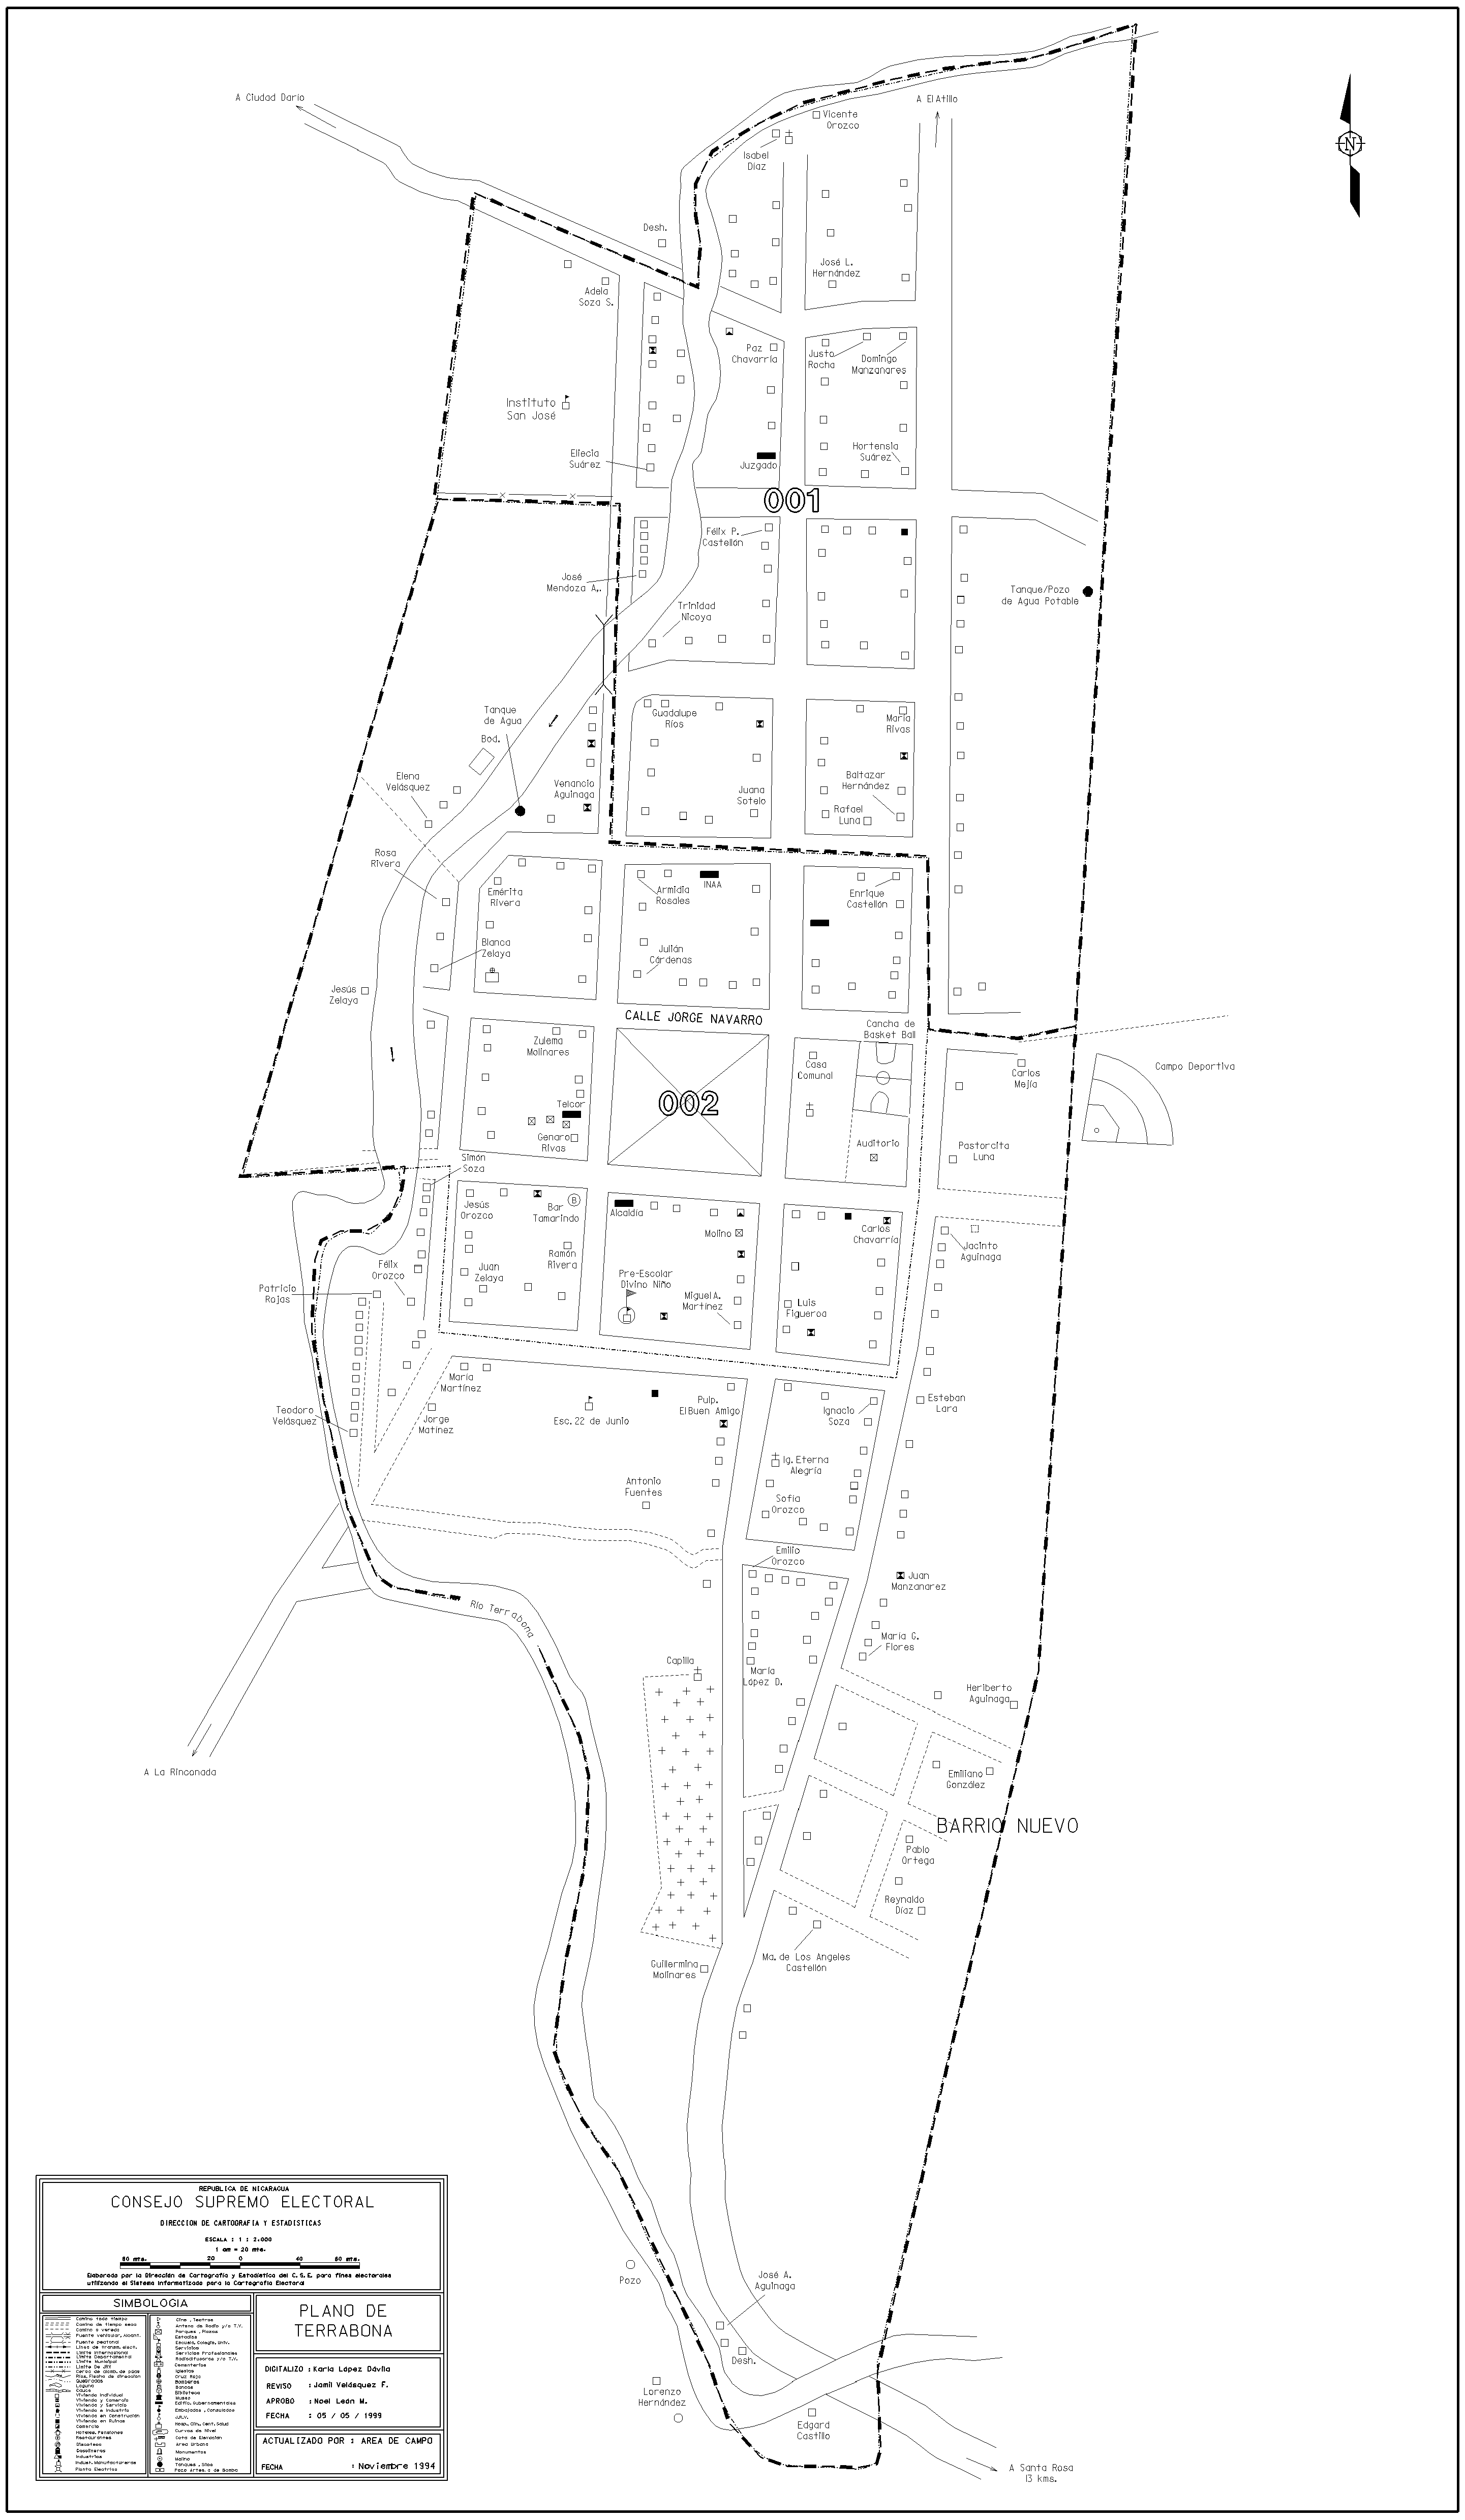 A Ciudad Darío
A El Atillo
Vicente
Orozco
Isabel
Díaz
N
Desh.
José L.
Hernández
Adela
Soza S.
Paz
Chavarría
Justo
Rocha
Domingo
Manzanares
Instituto
San José
Eliecia
Suárez
Juzgado
Hortensia
Suárez
001
Félix P.
Castellón
José
Mendoza A.
Tanque/Pozo
de Agua Potable
Trinidad
Nicoya
Tanque
de Agua
Bod.
Guadalupe
Ríos
María
Rivas
Elena
Velásquez
Venancio
Aguinaga
Juana
Sotelo
Baltazar
Hernández
Rafael
Luna
Rosa
Rivera
Emérita
Rivera
Armidia
Rosales
INAA
Enrique
Castellón
Blanca
Zelaya
Julián
Cárdenas
Jesús
Zelaya
CALLE JORGE NAVARRO
Cancha de
Basket Ball
Zulema
Molinares
Casa
Comunal
Carlos
Mejía
Campo Deportiva
002
Telcor
Genaro
Rivas
Auditorio
Pastorcita
Luna
Simón
Soza
Jesús
Orozco
Bar
Tamarindo
B
Alcaldía
Molino
Carlos
Chavarría
Jacinto
Aguinaga
Félix
Orozco
Juan
Zelaya
Ramón
Rivera
Pre-Escolar
Divino Niño
Miguel A.
Martínez
Luis
Figueroa
Patricio
Rojas
María
Martínez
Teodoro
Velásquez
Jorge
Matínez
Esc. 22 de Junio
Pulp.
El Buen Amigo
Ignacio
Soza
Esteban
Lara
Ig. Eterna
Alegría
Antonio
Fuentes
Sofía
Orozco
Emilio
Orozco
Juan
Manzanarez
Río Terrabona
María G.
Flores
Capilla
María
López D.
Heriberto
Aguinaga
A La Rinconada
Emiliano
González
BARRIO NUEVO
Pablo
Ortega
Reynaldo
Díaz
Ma. de Los Angeles
Castellón
Guillermina
Molinares
Pozo
José A.
Aguinaga
Desh.
Lorenzo
Hernández
Edgard
Castillo
A Santa Rosa
13 kms.
REPUBLICA DE NICARAGUA
CONSEJO SUPREMO ELECTORAL
DIRECCION DE CARTOGRAFIA Y ESTADISTICAS
ESCALA : 1 : 2.000
1 cm = 20 mts.
20 0 40
Elaborado por la Dirección de Cartografía y Estadística del C.S.E. para fines electorales
utilizando el Sistema Informatizado para la Cartografía Electoral
SIMBOLOGIA
PLANO DE
TERRABONA
DIGITALIZO : Karla López Dávila
REVISO : Jamil Velásquez F.
APROBO : Noel León M.
FECHA : 05 / 05 / 1999
ACTUALIZADO POR : AREA DE CAMPO
FECHA : Noviembre 1994